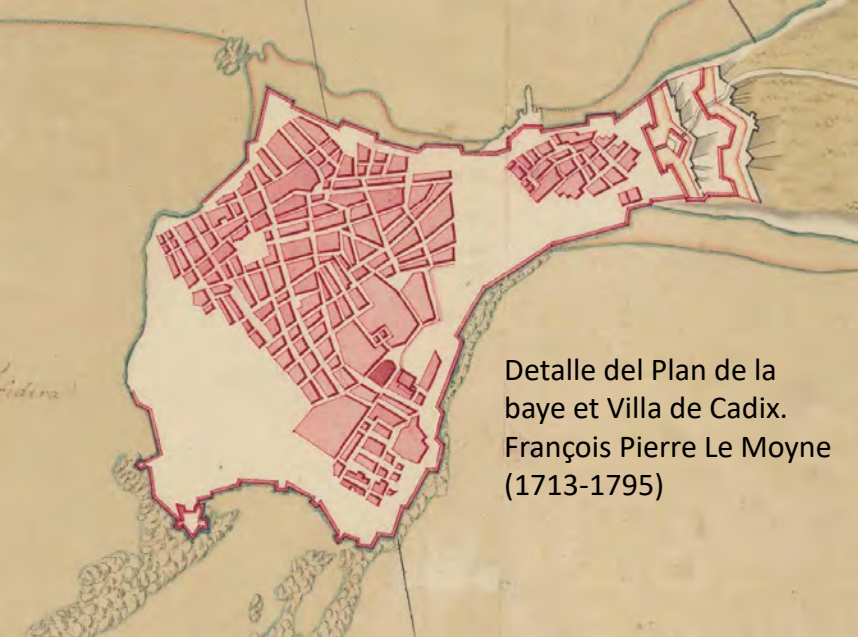 Detalle del Plan de la
baye et Villa de Cadix.
François Pierre Le Moyne
(1713-1795)